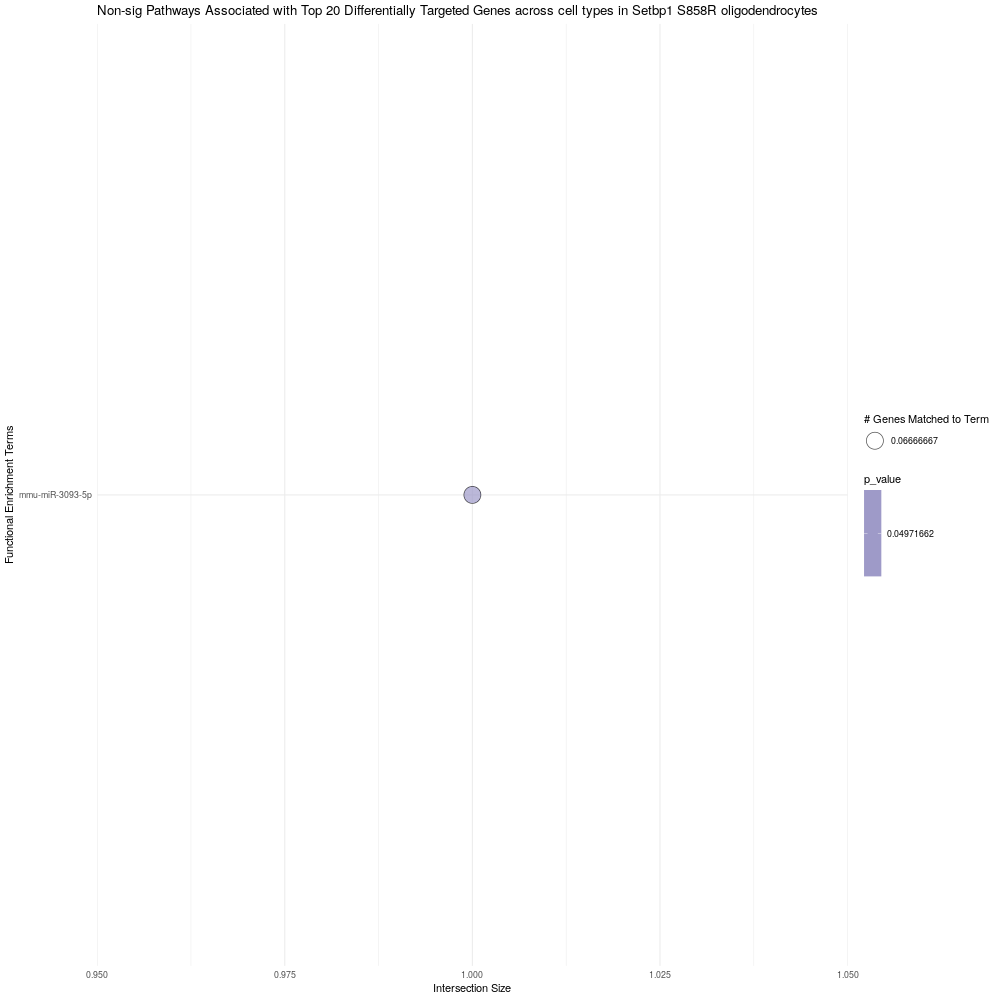 Non-sig Pathways Associated with Top 20 Differentially Targeted Genes across cell types in Setbp1 S858R oligodendrocytes
Functional Enrichment Terms
mmu-miR-3093-5p
# Genes Matched to Term
0.06666667
p_value
0.04971662
0.950
0.975
1.000
1.025
1.050
Intersection Size